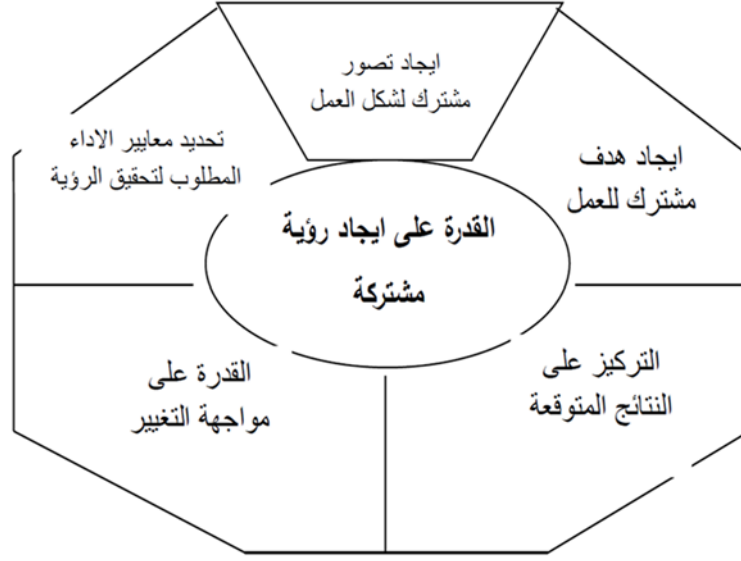 ايجاد تصور
مشترك لشكل العمل
ايجاد هدف
مشترك للعمل
تحديد معايير الاداء
المطلوب لتحقيق الرؤية
القدرة على ايجاد رؤية
مشتركة
التركيز على
النتائج المتوقعة
القدرة على
مواجهة التغيير